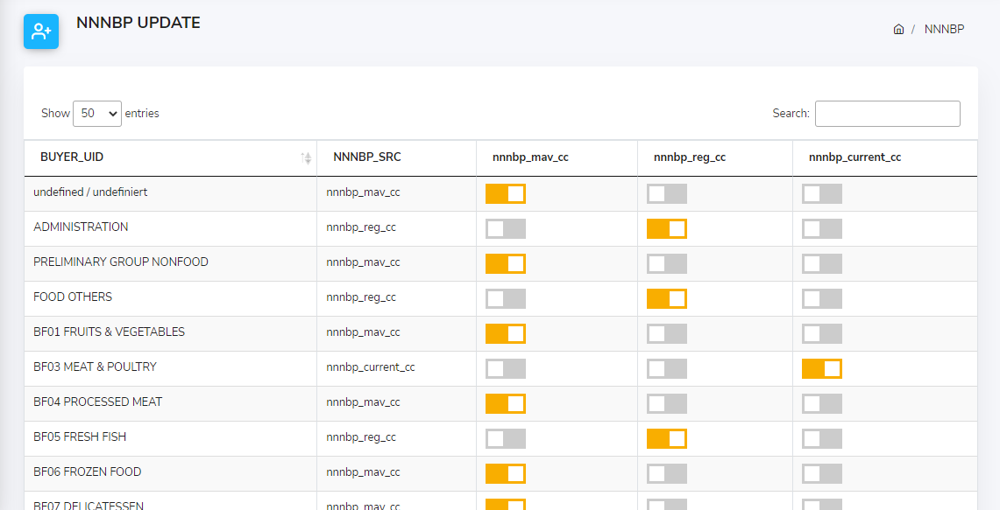 NNNBP UPDATE
/ NNNBP
Show 50 entries
Search:
BUYER_UID NNNBP_SRC nnnbp_mav_cc nnnbp_reg_cc nnnbp_current_cc
undefined / undefiniert nnnbp_mav_cc
ADMINISTRATION nnnbp_reg_cc
PRELIMINARY GROUP NONFOOD nnnbp_mav_cc
FOOD OTHERS nnnbp_reg_cc
BF01 FRUITS & VEGETABLES nnnbp_mav_cc
BF03 MEAT & POULTRY nnnbp_current_cc
BF04 PROCESSED MEAT nnnbp_mav_cc
BF05 FRESH FISH nnnbp_reg_cc
BF06 FROZEN FOOD nnnbp_mav_cc
BF07 DELICATESSEN nnnbp_mav_cc